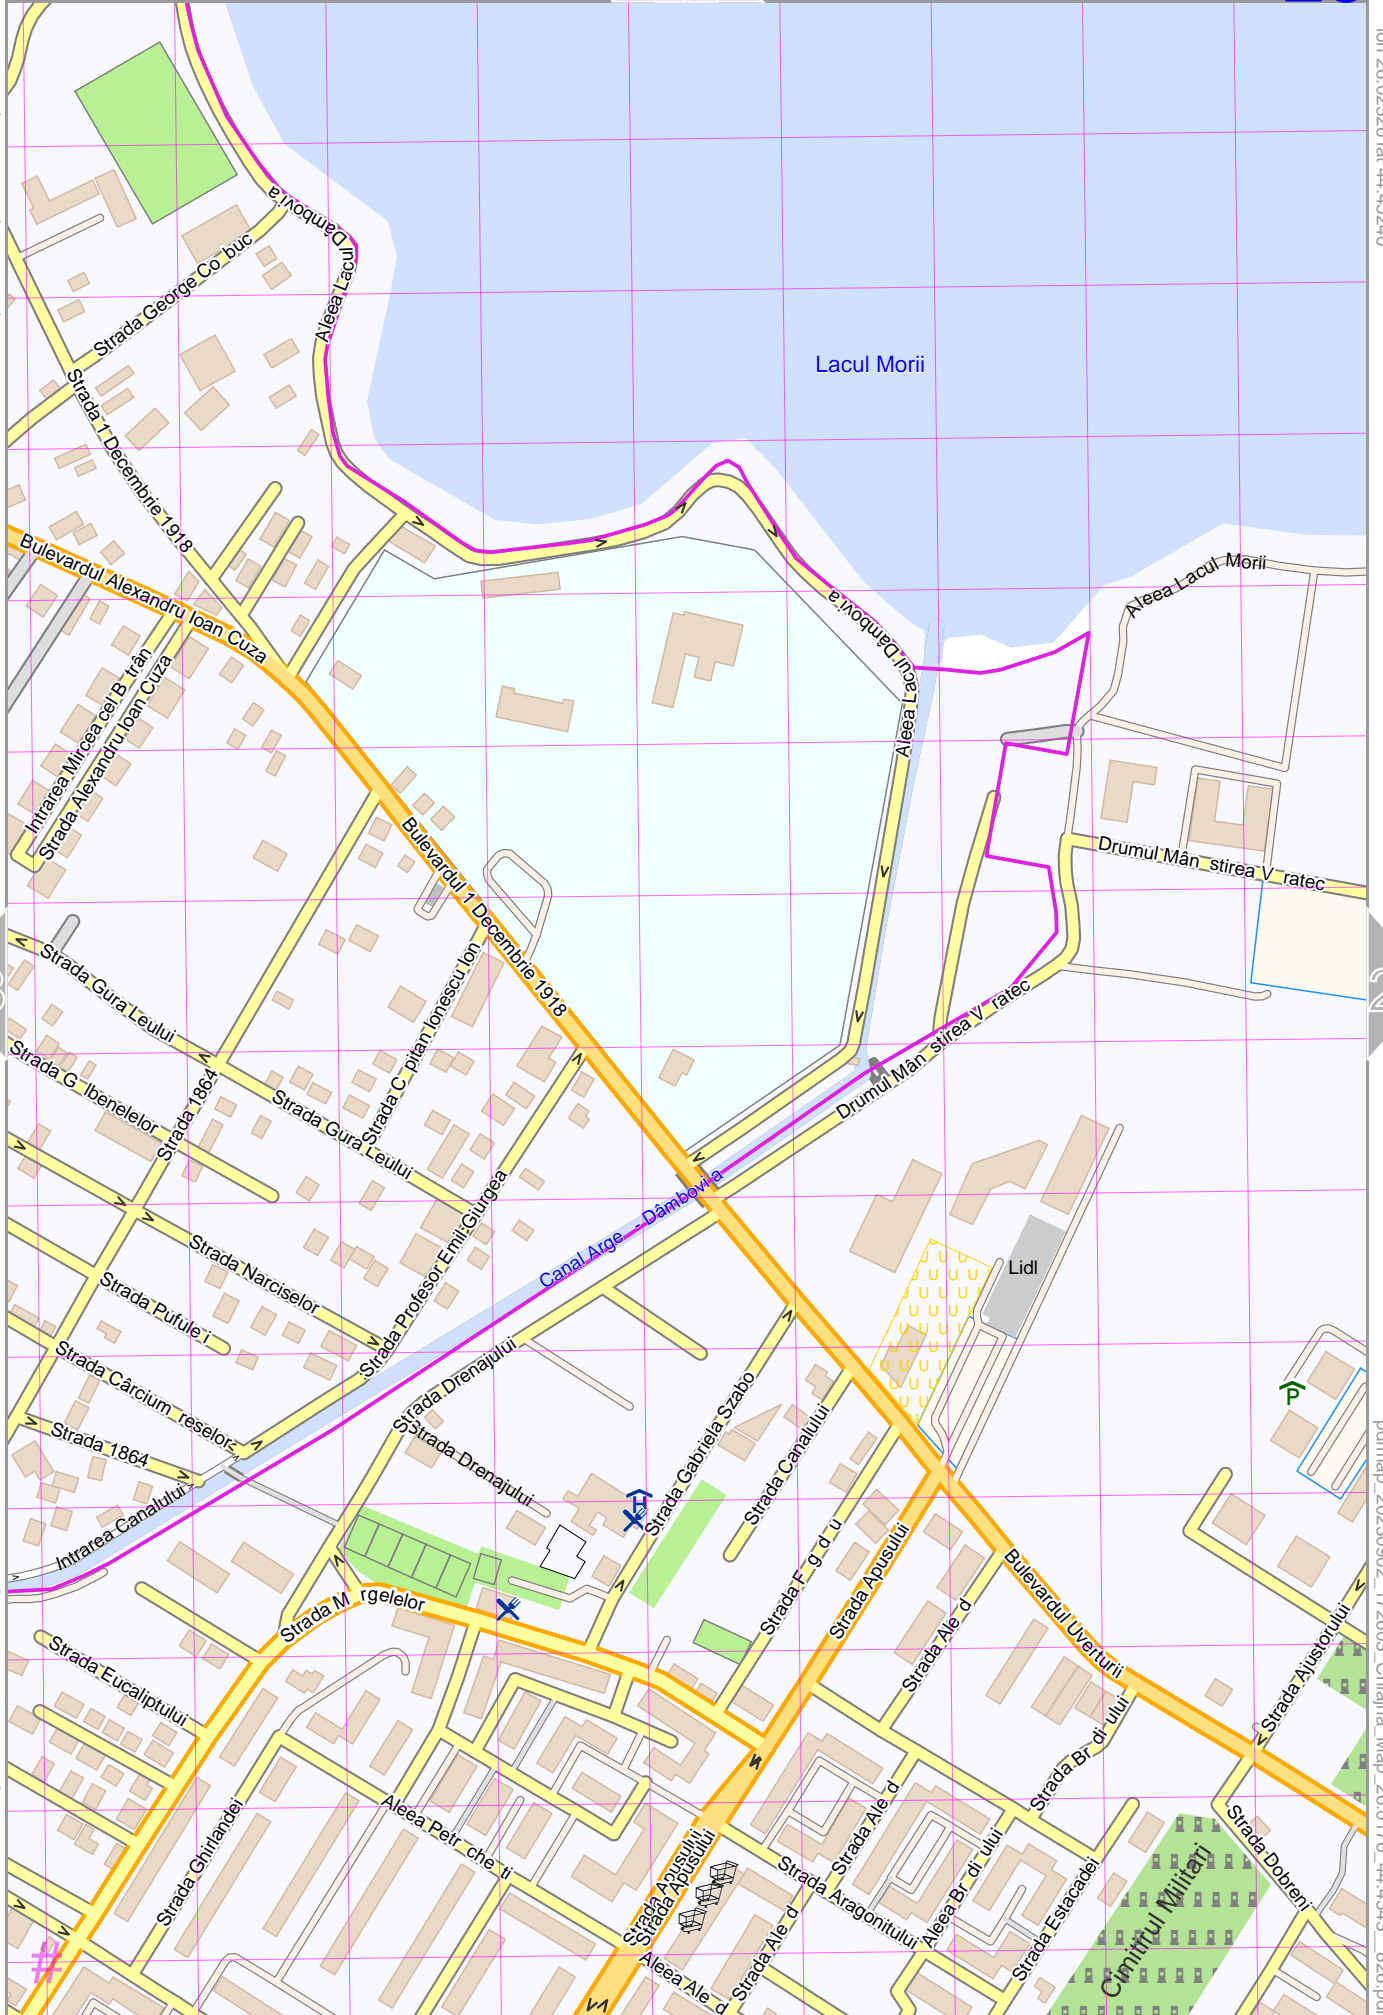 Lacul Morii
Aleea Lacul Dâmbovi a
Strada George Co buc
Strada 1 Decembrie 1918
Bulevardul Alexandru Ioan Cuza
Aleea Lacul Morii
Aleea Lacul Dâmbovi a
Intrarea Mircea cel B trân
Strada Alexandru Ioan Cuza
Bulevardul 1 Decembrie 1918
Drumul Mân stirea V ratec
Strada Gura Leului
Strada C pitan Ionescu Ion
Drumul Mân stirea V ratec
Strada G lbenelelor
Strada 1864
Strada Gura Leului
Canal Arge - Dâmbovi a
Strada Profesor Emil Giurgea
Strada Narciselor
Lidl
Strada Pufule i
Strada Cârcium reselor
Strada Drenajului
Strada Drenajului
Strada 1864
Strada Gabriela Szabo
Strada Canalului
P
H
Intrarea Canalului
Strada F g d u
Strada Apusului
Bulevardul Uverturii
Strada M rgelelor
Strada Ale d
Strada Ajustorului
Strada Eucaliptului
Strada Br di ului
Strada Ghirlandei
Aleea Petr che ti
Strada Ale d
Strada Apusului
Strada Apusului
Strada Aragonitului
Aleea Br di ului
Strada Estacadei
Strada Dobreni
Cimitirul Militari
Aleea Ale d
Strada Ale d
#